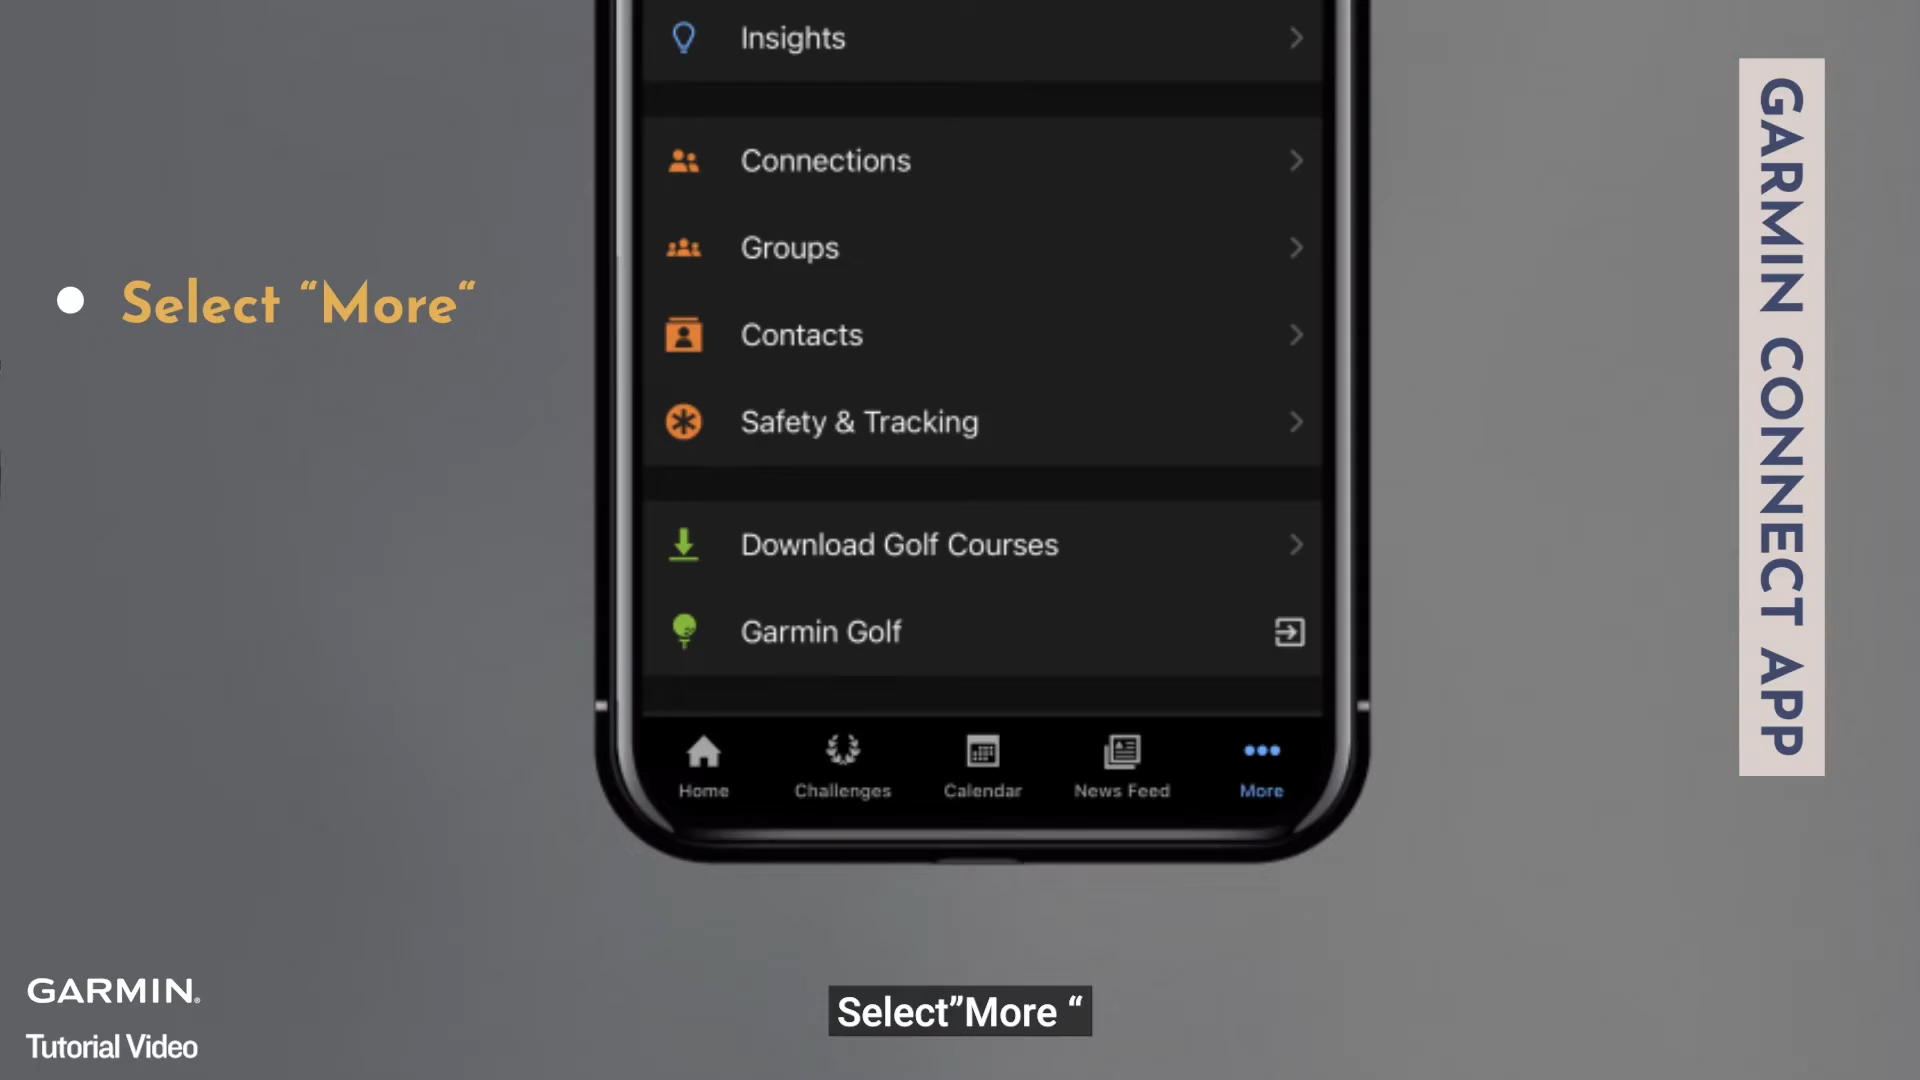 Insights
Connections
Groups
Contacts
Safety & Tracking
Download Golf Courses
Garmin Golf
Home
Challenges
Calendar
News Feed
More
Select “More“
GARMIN CONNECT APP
GARMIN®
Tutorial Video
Select”More “